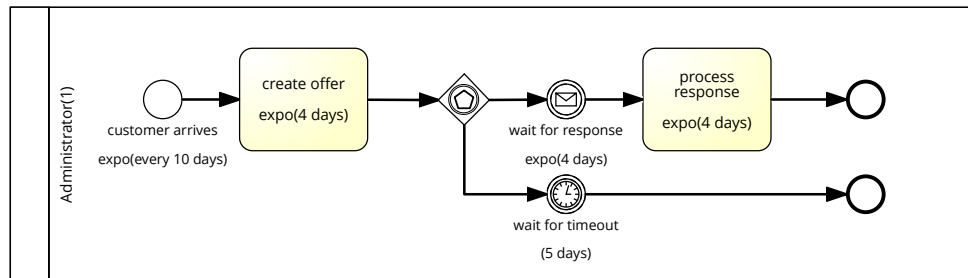 Administrator(1)
customer arrives
expo(every 10 days)
create offer
expo(4 days)
wait for response
expo(4 days)
process
response
expo(4 days)
wait for timeout
(5 days)